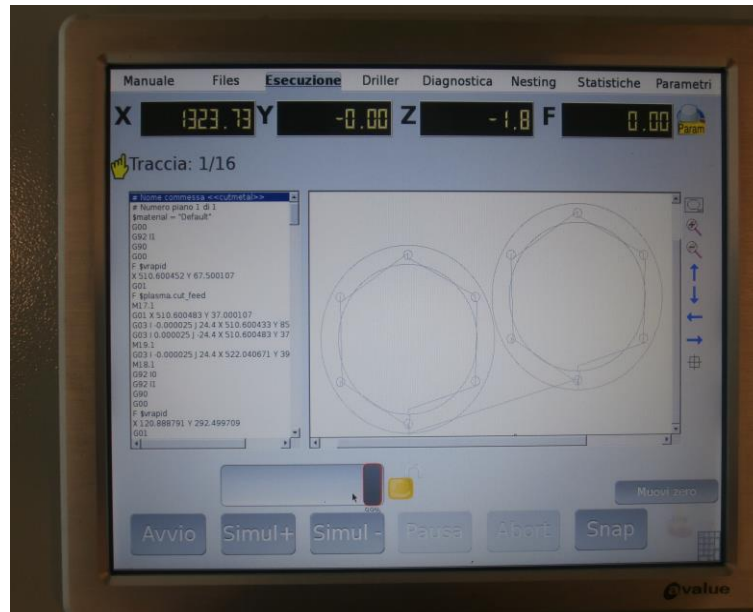 Manuale Files Esecuzione Driller Diagnostica Nesting Statistiche Parametri
X 1323.73 Y -0.00 Z -1.8 F 0.00 Param
Traccia: 1/16
# Nome commessa <<cutmetal>>
# Numero piano 1 di 1
$material = "Default"
G00
G92 I1
G90
G00
F $vrapid
X 510.600452 Y 67.500107
G01
F $plasma.cut_feed
M17.1
G01 X 510.600483 Y 37.000107
G03 I -0.000025 J 24.4 X 510.600433 Y 85
G03 I 0.000025 J -24.4 X 510.600483 Y 37
M19.1
G03 I -0.000025 J 24.4 X 522.040671 Y 39
M18.1
G92 I0
G92 I1
G90
G00
F $vrapid
X 120.888791 Y 292.499709
G01
Muovi zero
Avvio Simul+ Simul - Pausa Abort Snap
avalue